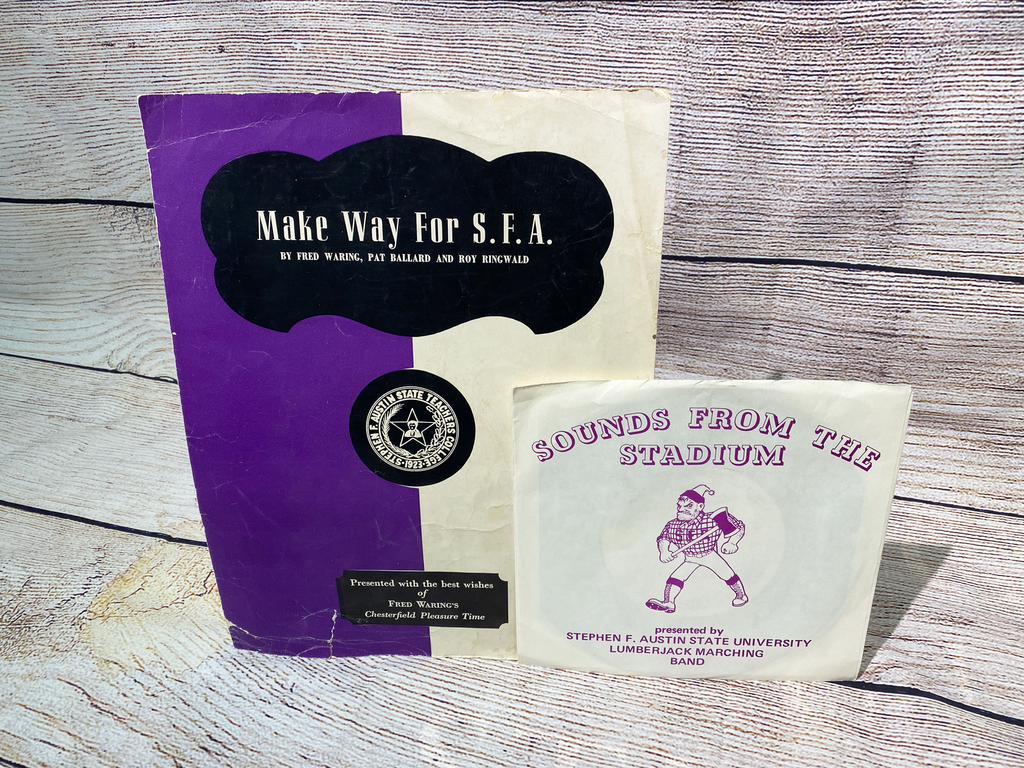 Make Way For S.F.A.
BY FRED WARING, PAT BALLARD AND ROY RINGWALD
STEPHEN F. AUSTIN STATE TEACHERS COLLEGE
·1923·
Presented with the best wishes
of
FRED WARING'S
Chesterfield Pleasure Time
SOUNDS FROM THE
STADIUM
presented by
STEPHEN F. AUSTIN STATE UNIVERSITY
LUMBERJACK MARCHING
BAND